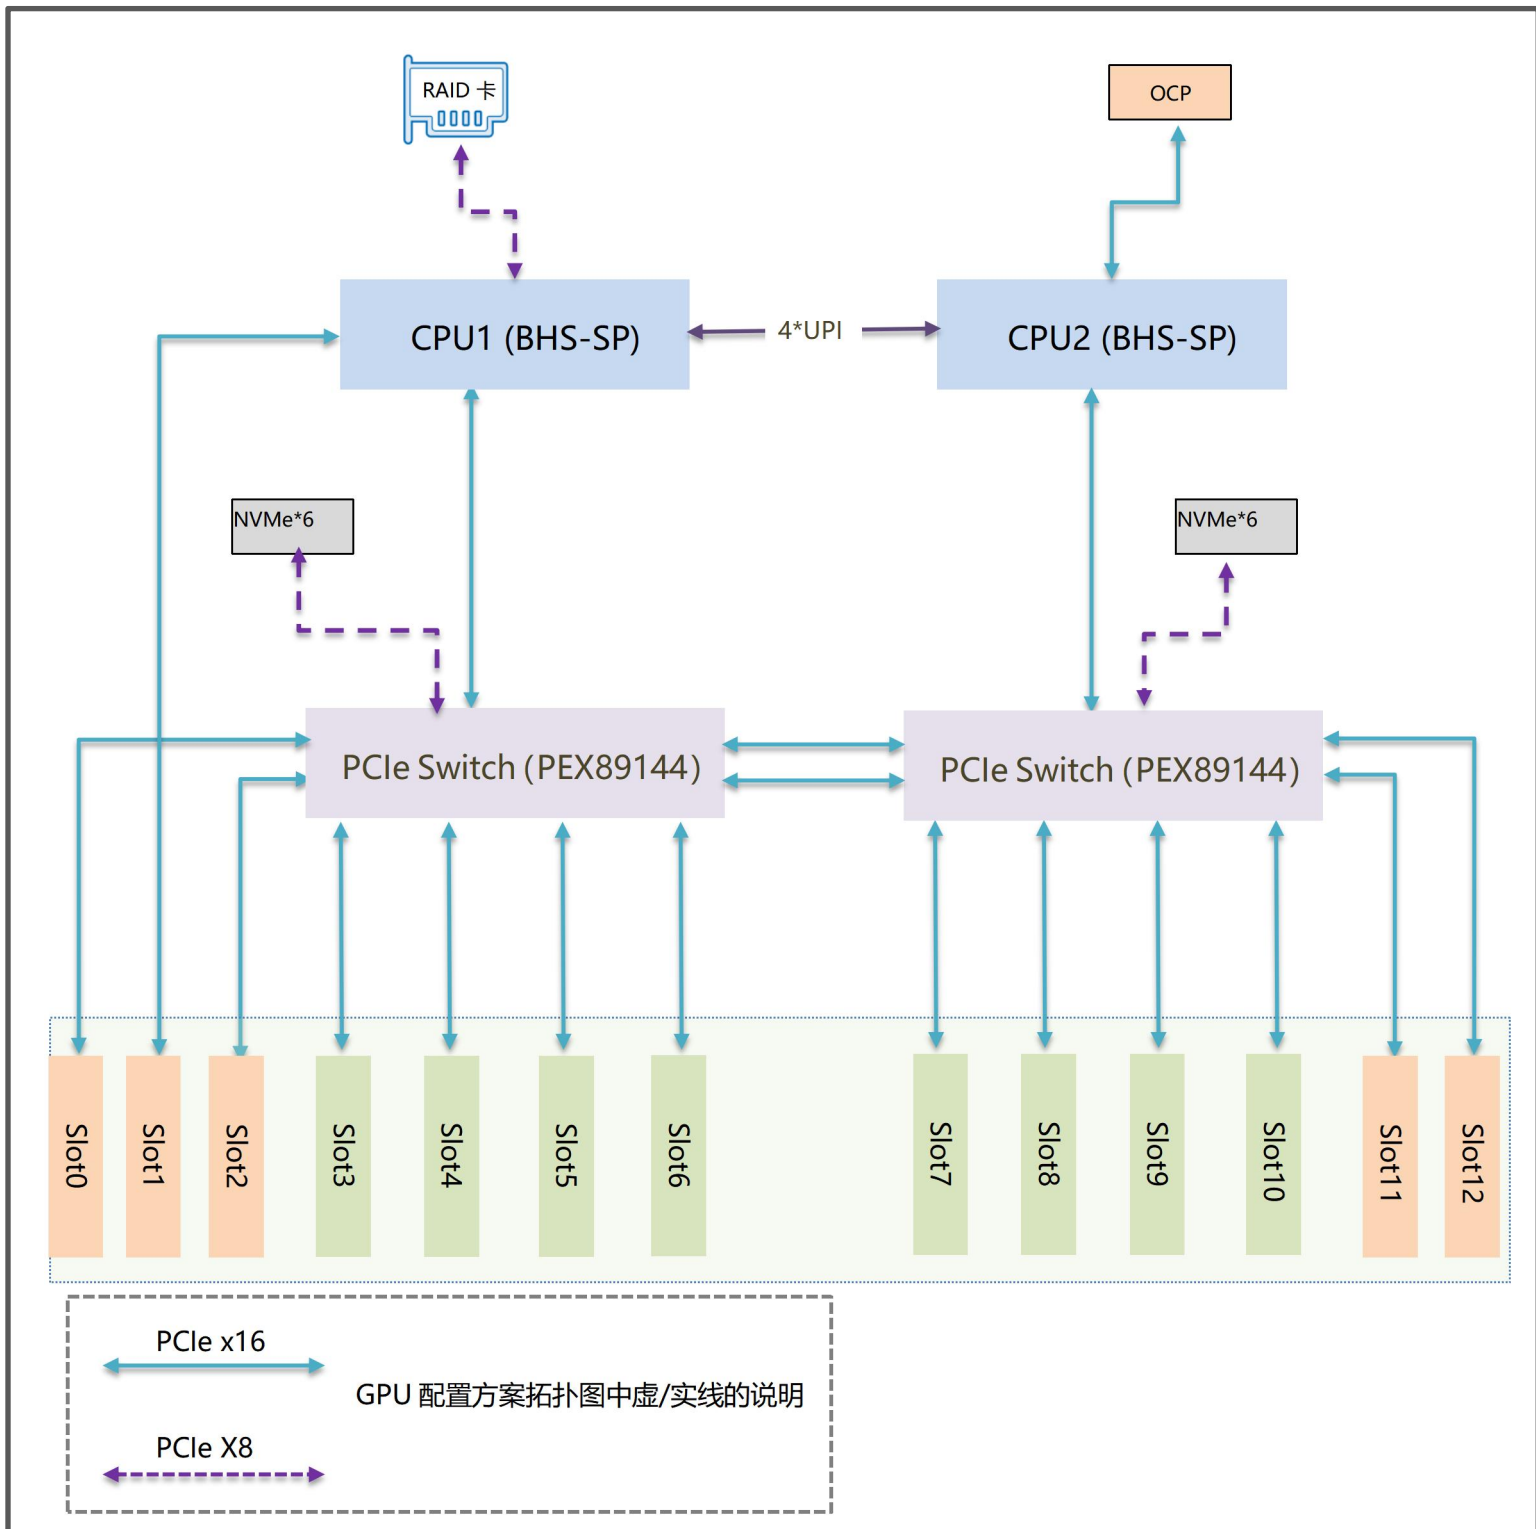 RAID 卡
OCP
CPU1 (BHS-SP)
4*UPI
CPU2 (BHS-SP)
NVMe*6
NVMe*6
PCIe Switch (PEX89144)
PCIe Switch (PEX89144)
Slot0
Slot1
Slot2
Slot3
Slot4
Slot5
Slot6
Slot7
Slot8
Slot9
Slot10
Slot11
Slot12
PCIe x16
GPU 配置方案拓扑图中虚/实线的说明
PCIe X8